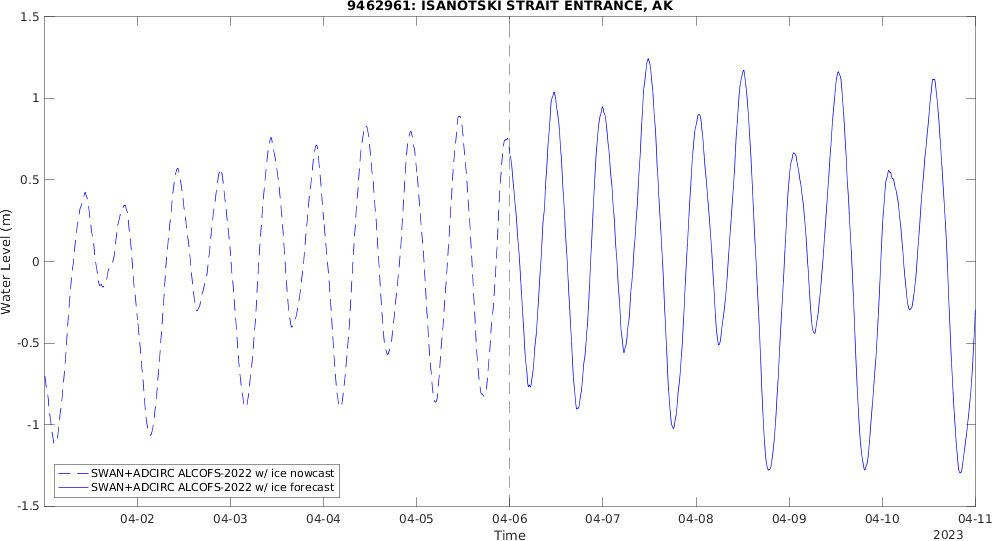 9462961: ISANOTSKI STRAIT ENTRANCE, AK
1.5
1
0.5
0
-0.5
-1
-1.5
Water Level (m)
SWAN+ADCIRC ALCOFS-2022 w/ ice nowcast
SWAN+ADCIRC ALCOFS-2022 w/ ice forecast
04-02 04-03 04-04 04-05 04-06 04-07 04-08 04-09 04-10 04-11
Time
2023